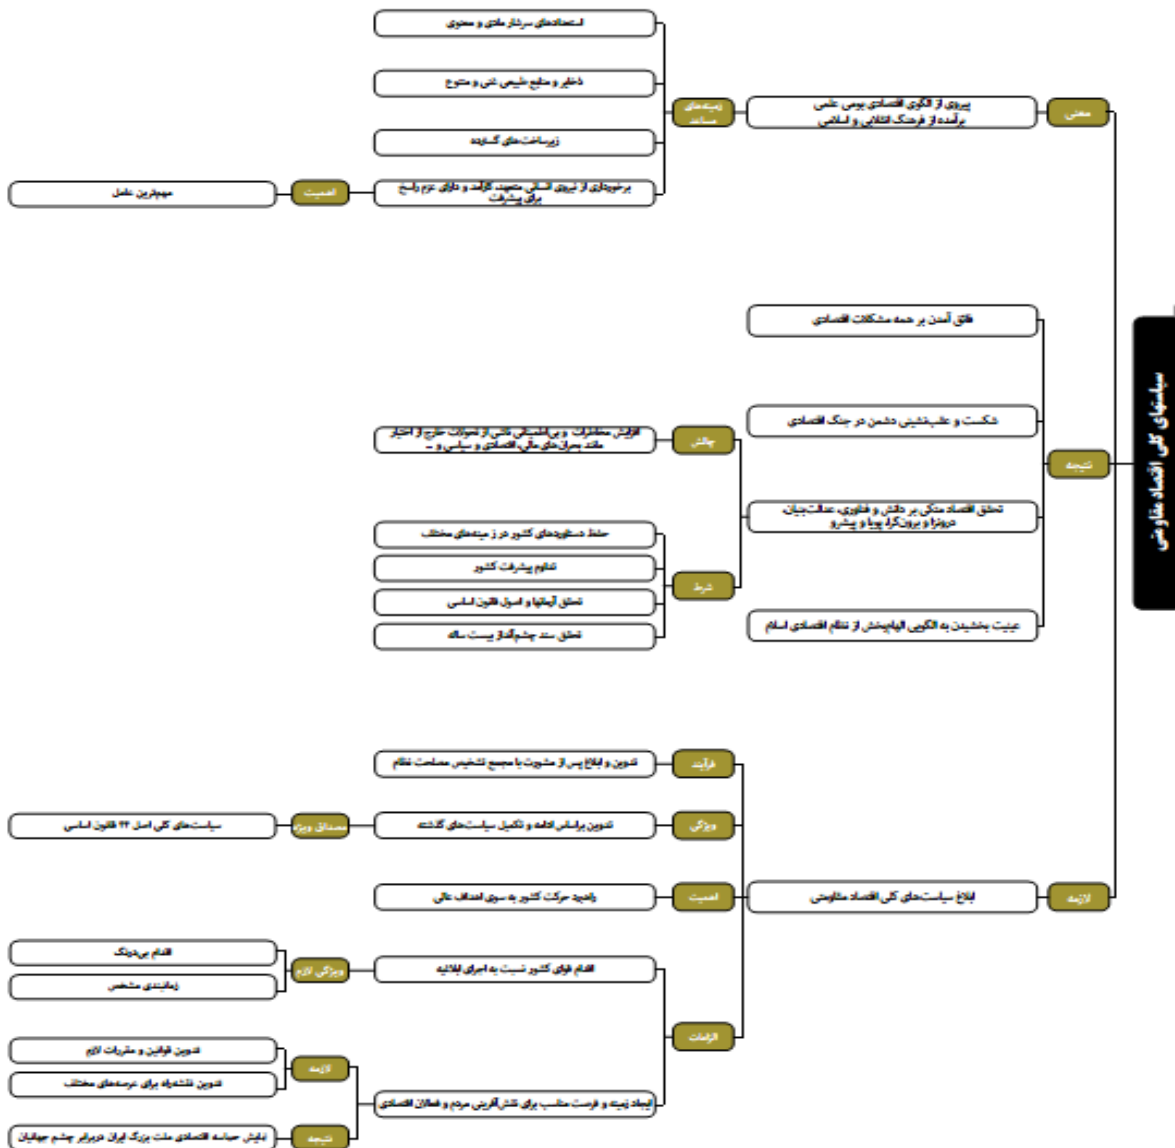 سیاستهای کلی اقتصاد مقاومتی
معنی
پیروی از الگوی اقتصادی بومی علمی
برآمده از فرهنگ انقلابی و اسلامی
زمینه‌های
مساعد
استعدادهای سرشار مادی و معنوی
ذخایر و منابع طبیعی غنی و متنوع
زیرساخت‌های گسترده
برخورداری از نیروی انسانی متعهد، کارآمد و دارای عزم راسخ
برای پیشرفت
اهمیت
مهم‌ترین عامل
نتیجه
فائق آمدن بر همه مشکلات اقتصادی
شکست و عقب‌نشینی دشمن در جنگ اقتصادی
تحقق اقتصاد متکی بر دانش و فناوری، عدالت‌بنیان،
درونزا و برون‌گرا، پویا و پیشرو
چالش
افزایش مخاطرات و بی‌اطمینانی ناشی از تحولات خارج از اختیار
مانند بحران‌های مالی، اقتصادی و سیاسی و ...
شرط
حفظ دستاوردهای کشور در ز مینه‌های مختلف
تداوم پیشرفت کشور
تحقق آرمانها و اصول قانون اساسی
تحقق سند چشم‌انداز بیست ساله
عینیت بخشیدن به الگویی الهام‌بخش از نظام اقتصادی اسلام
لازمه
ابلاغ سیاست‌های کلی اقتصاد مقاومتی
فرآیند
تدوین و ابلاغ پس از مشورت با مجمع تشخیص مصلحت نظام
ویژگی
تدوین براساس ادامه و تکمیل سیاست‌های گذشته
مصداق ویژه
سیاست‌های کلی اصل ۴۴ قانون اساسی
اهمیت
راهبرد حرکت کشور به سوی اهداف عالی
الزامات
اقدام قوای کشور نسبت به اجرای ابلاغیه
ویژگی لازم
اقدام بی‌درنگ
زمانبندی مشخص
ایجاد زمینه و فرصت مناسب برای نقش‌آفرینی مردم و فعالان اقتصادی
لازمه
تدوین قوانین و مقررات لازم
تدوین نقشه‌راه برای عرصه‌های مختلف
نتیجه
نمایش حماسه اقتصادی ملت بزرگ ایران دربرابر چشم جهانیان